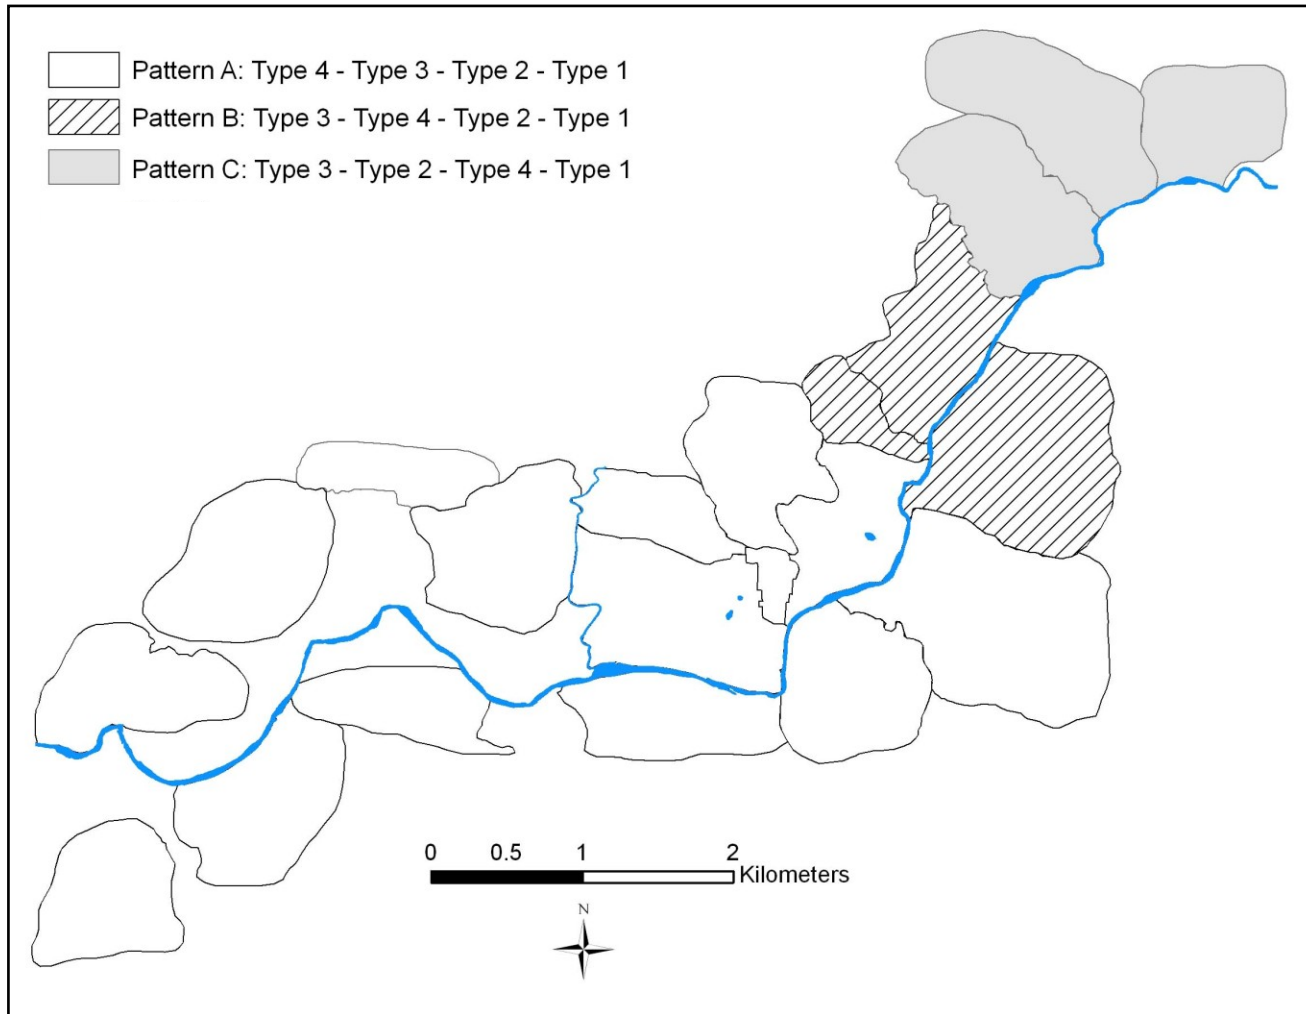 Pattern A: Type 4 - Type 3 - Type 2 - Type 1
Pattern B: Type 3 - Type 4 - Type 2 - Type 1
Pattern C: Type 3 - Type 2 - Type 4 - Type 1
0 0.5 1 2
Kilometers
N